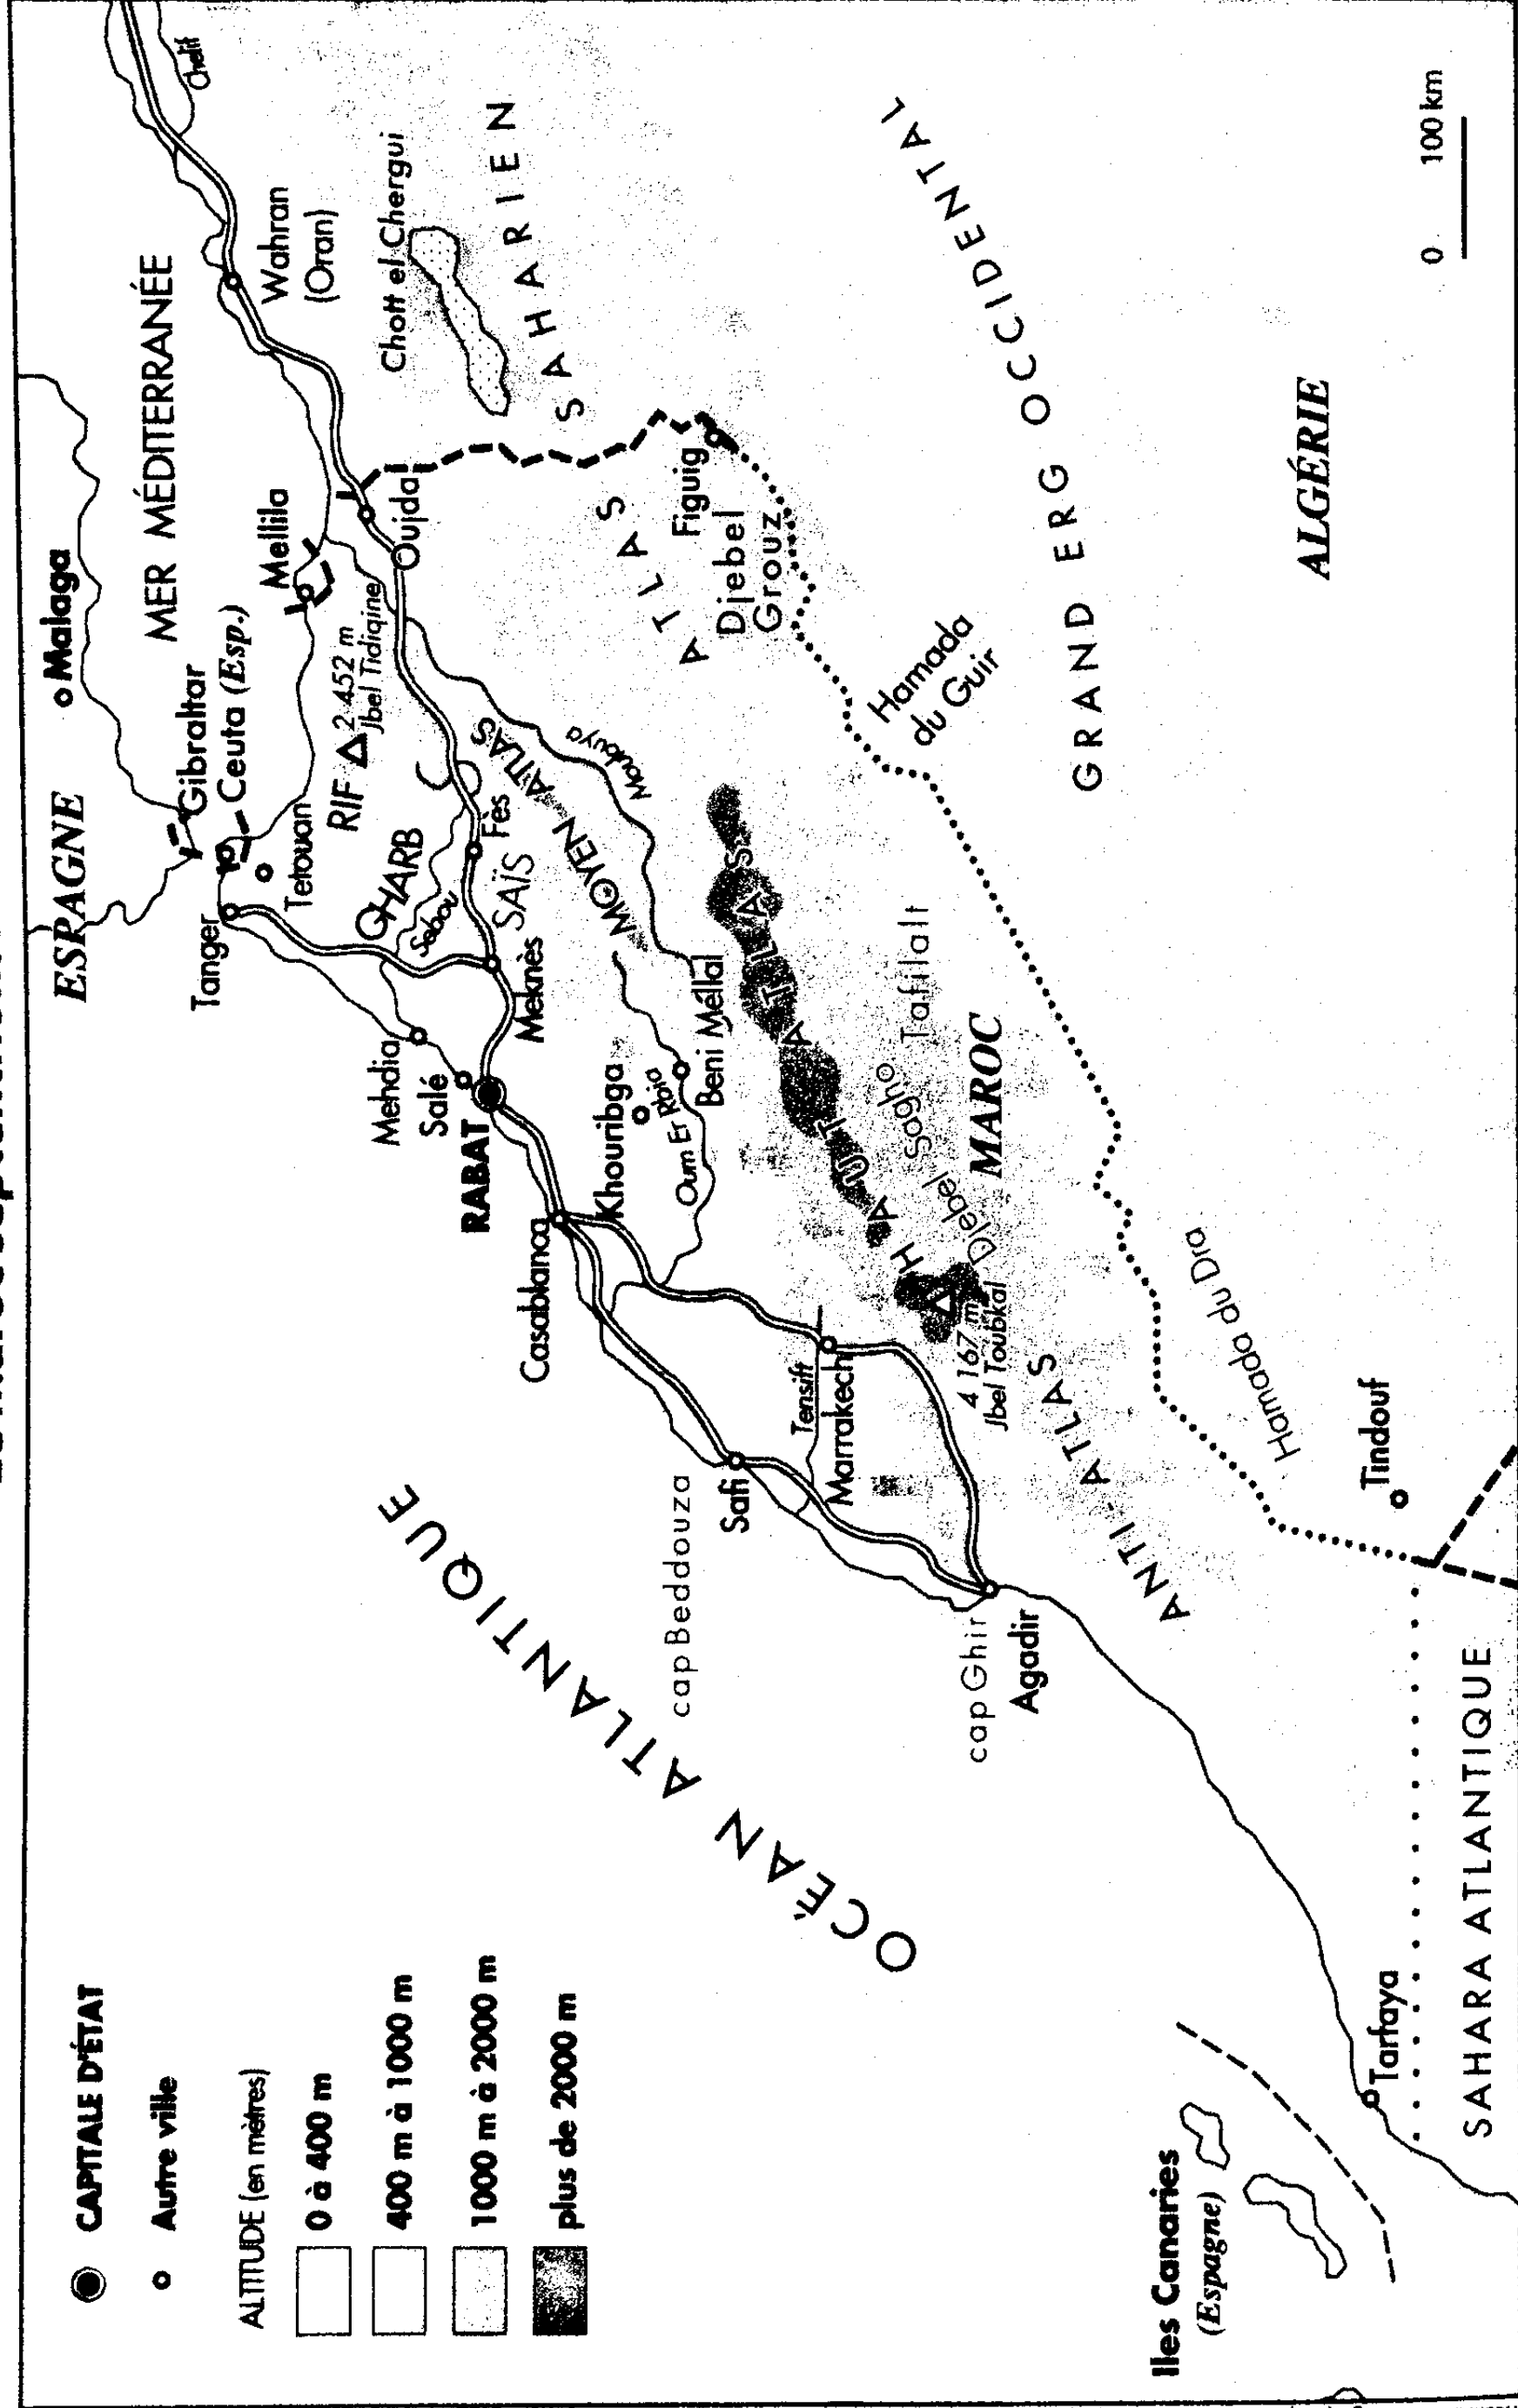 CAPITALE D'ÉTAT
Autre ville
ALTITUDE (en mètres)
0 à 400 m
400 m à 1000 m
1000 m à 2000 m
plus de 2000 m
Iles Canaries
(Espagne)
OCÉAN ATLANTIQUE
ESPAGNE
Malaga
MER MÉDITERRANÉE
Gibraltar
Ceuta (Esp.)
Tanger
Tetouan
Mellila
RIF
2 452 m
Jbel Tidiqine
Wahran
(Oran)
Chelif
Chott el Chergui
Oujda
GHARB
Sebou
Fès
SAÏS
Meknès
Mehdia
Salé
RABAT
Casablanca
Khouribga
Oum Er Rbia
Beni Méllal
MOYEN ATLAS
Moulouya
ATLAS SAHARIEN
Figuig
Djebel
Grouz
Hamada
du Guir
GRAND ERG OCCIDENTAL
HAUT ATLAS
Tafilalt
Djebel Sagho
MAROC
cap Beddouza
Safi
Tensift
Marrakech
4 167 m
Jbel Toubkal
cap Ghir
Agadir
ANTI-ATLAS
Hamada du Dra
Tindouf
ALGÉRIE
Tarfaya
SAHARA ATLANTIQUE
0 100 km